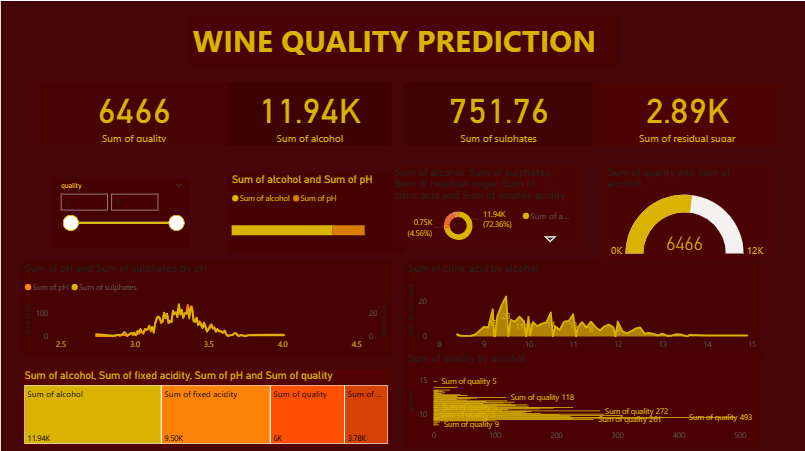 WINE QUALITY PREDICTION
6466
Sum of quality
11.94K
Sum of alcohol
751.76
Sum of sulphates
2.89K
Sum of residual sugar
quality
Sum of alcohol and Sum of pH
Sum of alcohol Sum of pH
Sum of alcohol, Sum of sulphates,
Sum of residual sugar, Sum of
citric acid and Sum of volatile acidity
0.75K
(4.56%)
11.94K
(72.36%)
Sum of a...
Sum of quality and Sum of
alcohol
6466
0K
12K
Sum of pH and Sum of sulphates by pH
Sum of pH Sum of sulphates
100
0
20
0
2.5 3.0 3.5 4.0 4.5
Sum of citric acid by alcohol
20
0
8 9 10 11 12 13 14 15
Sum of alcohol, Sum of fixed acidity, Sum of pH and Sum of quality
Sum of alcohol
11.94K
Sum of fixed acidity
9.50K
Sum of quality
6K
Sum of ...
3.78K
Sum of quality by alcohol
15
10
Sum of quality 5
Sum of quality 118
Sum of quality 272
Sum of quality 493
Sum of quality 261
Sum of quality 9
0 100 200 300 400 500